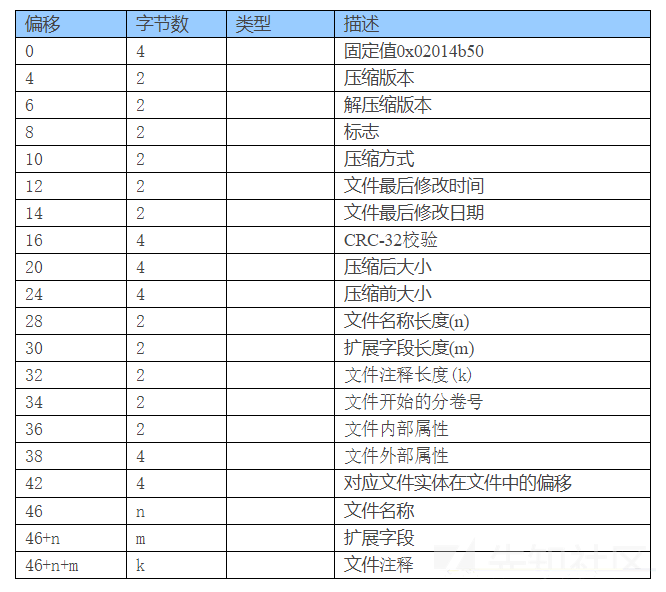 偏移 字节数 类型 描述
0 4 固定值0x02014b50
4 2 压缩版本
6 2 解压缩版本
8 2 标志
10 2 压缩方式
12 2 文件最后修改时间
14 2 文件最后修改日期
16 4 CRC-32校验
20 4 压缩后大小
24 4 压缩前大小
28 2 文件名称长度(n)
30 2 扩展字段长度(m)
32 2 文件注释长度(k)
34 2 文件开始的分卷号
36 2 文件内部属性
38 4 文件外部属性
42 4 对应文件实体在文件中的偏移
46 n 文件名称
46+n m 扩展字段
46+n+m k 文件注释
先知社区